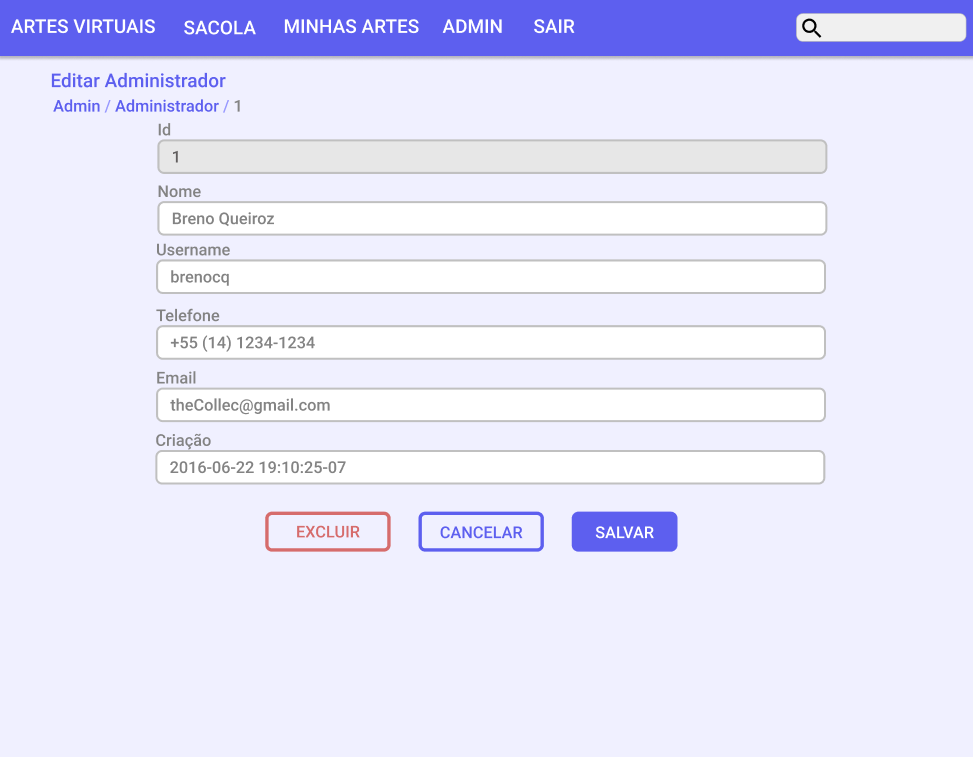 ARTES VIRTUAIS SACOLA MINHAS ARTES ADMIN SAIR
Editar Administrador
Admin / Administrador / 1
Id
1
Nome
Breno Queiroz
Username
brenocq
Telefone
+55 (14) 1234-1234
Email
theCollec@gmail.com
Criação
2016-06-22 19:10:25-07
EXCLUIR CANCELAR SALVAR